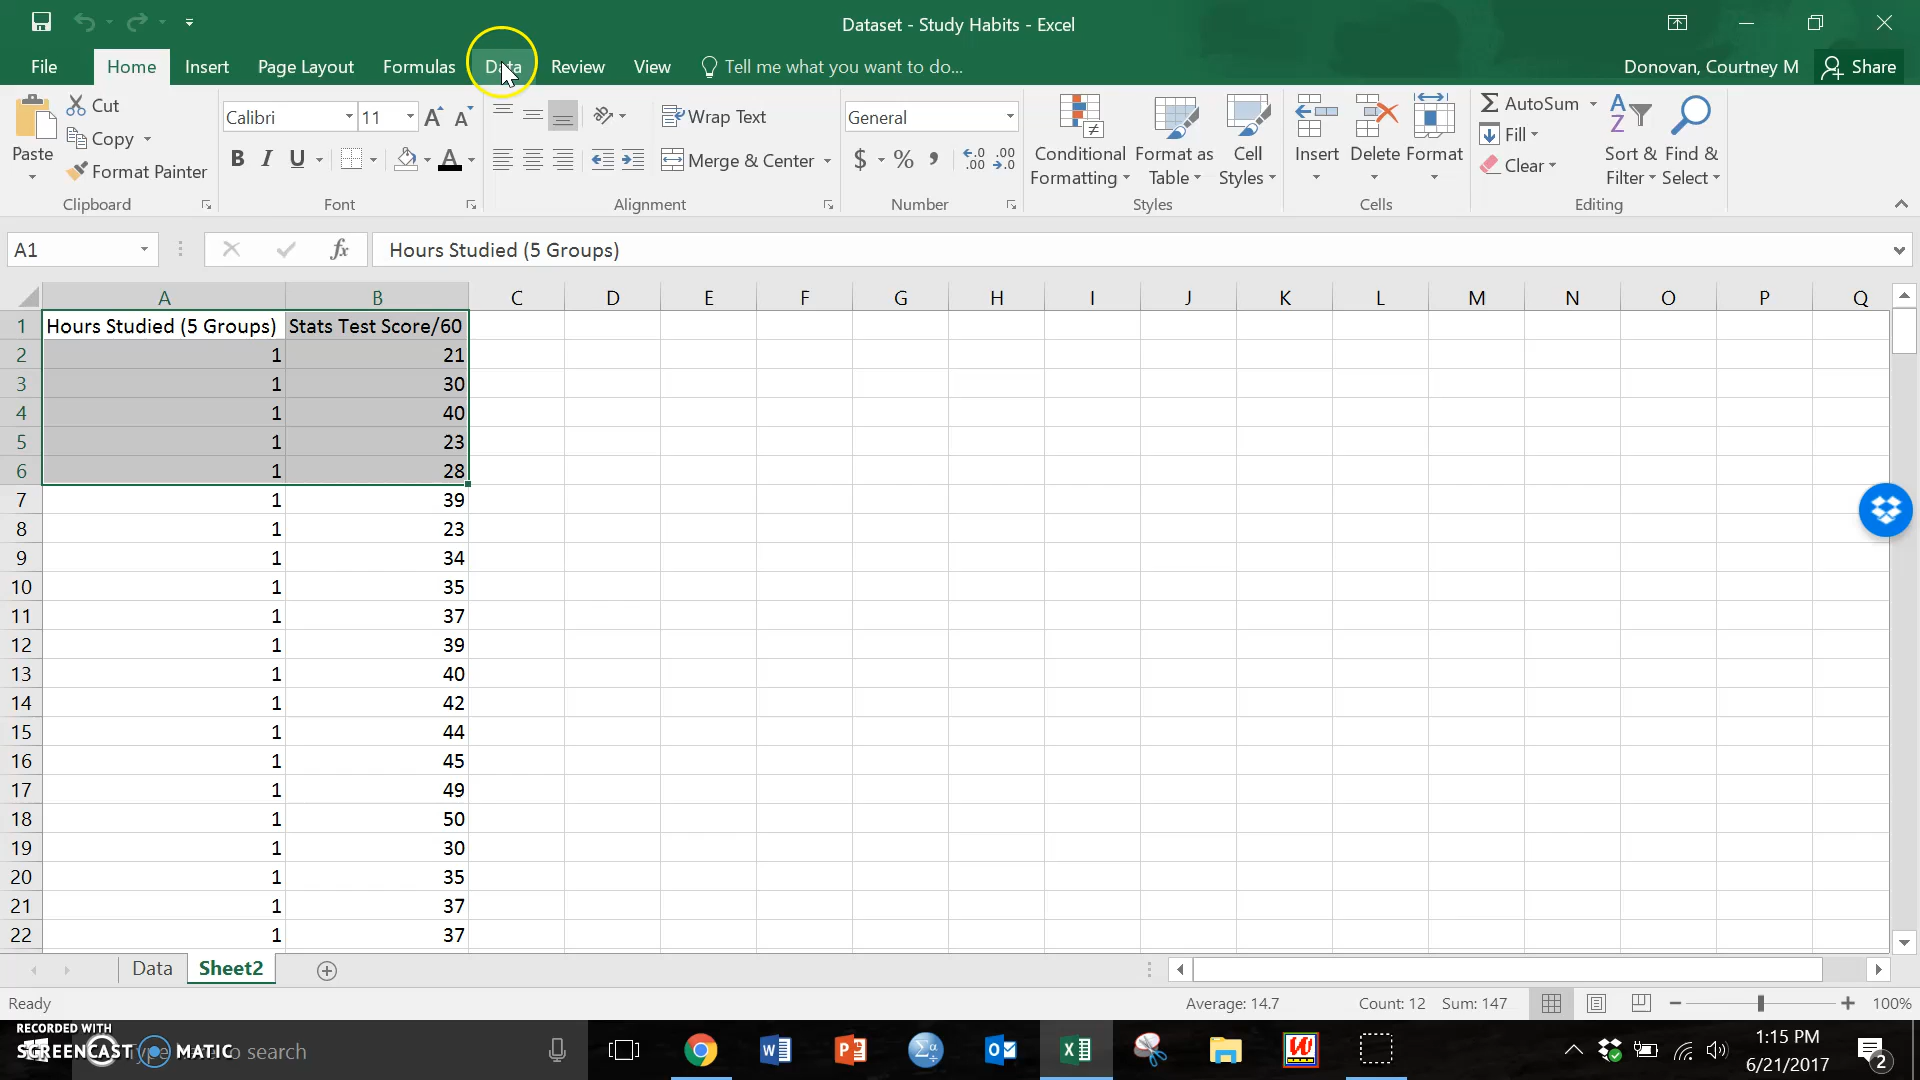 Dataset - Study Habits - Excel
File Home Insert Page Layout Formulas Data Review View Tell me what you want to do... Donovan, Courtney M Share
Paste
Cut
Copy
Format Painter
Clipboard
Calibri 11
B I U A
Font
Wrap Text
Merge & Center
Alignment
General
$ % ,
Number
Conditional Formatting
Format as Table
Cell Styles
Styles
Insert Delete Format
Cells
AutoSum
Fill
Clear
Sort & Filter
Find & Select
Editing
A1 fx Hours Studied (5 Groups)
A B C D E F G H I J K L M N O P Q
1 Hours Studied (5 Groups) Stats Test Score/60
2 1 21
3 1 30
4 1 40
5 1 23
6 1 28
7 1 39
8 1 23
9 1 34
10 1 35
11 1 37
12 1 39
13 1 40
14 1 42
15 1 44
16 1 45
17 1 49
18 1 50
19 1 30
20 1 35
21 1 37
22 1 37
Data Sheet2
Ready Average: 14.7 Count: 12 Sum: 147 100%
RECORDED WITH
SCREENCAST MATIC
to search
1:15 PM
6/21/2017
2